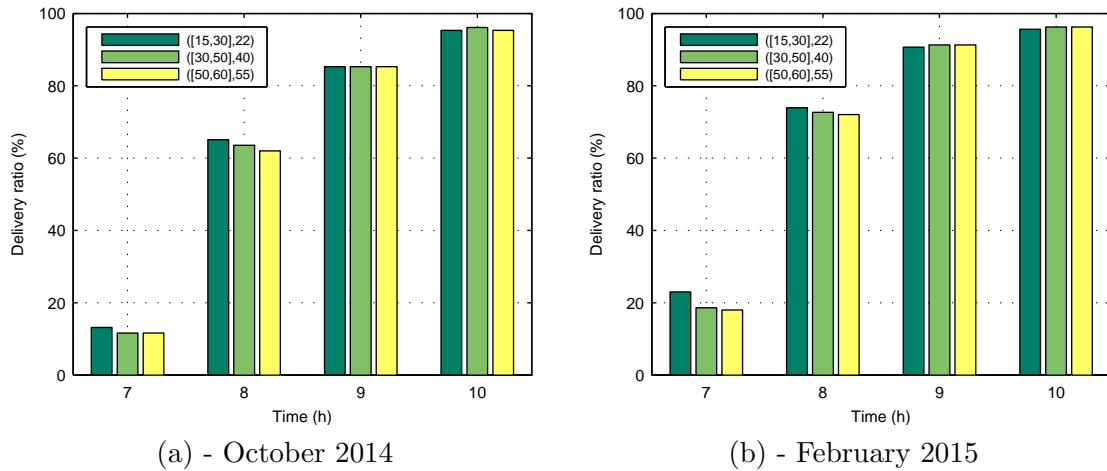 100
80
60
40
20
0
Delivery ratio (%)
([15,30],22)
([30,50],40)
([50,60],55)
7 8 9 10
Time (h)
(a) - October 2014
100
80
60
40
20
0
Delivery ratio (%)
([15,30],22)
([30,50],40)
([50,60],55)
7 8 9 10
Time (h)
(b) - February 2015